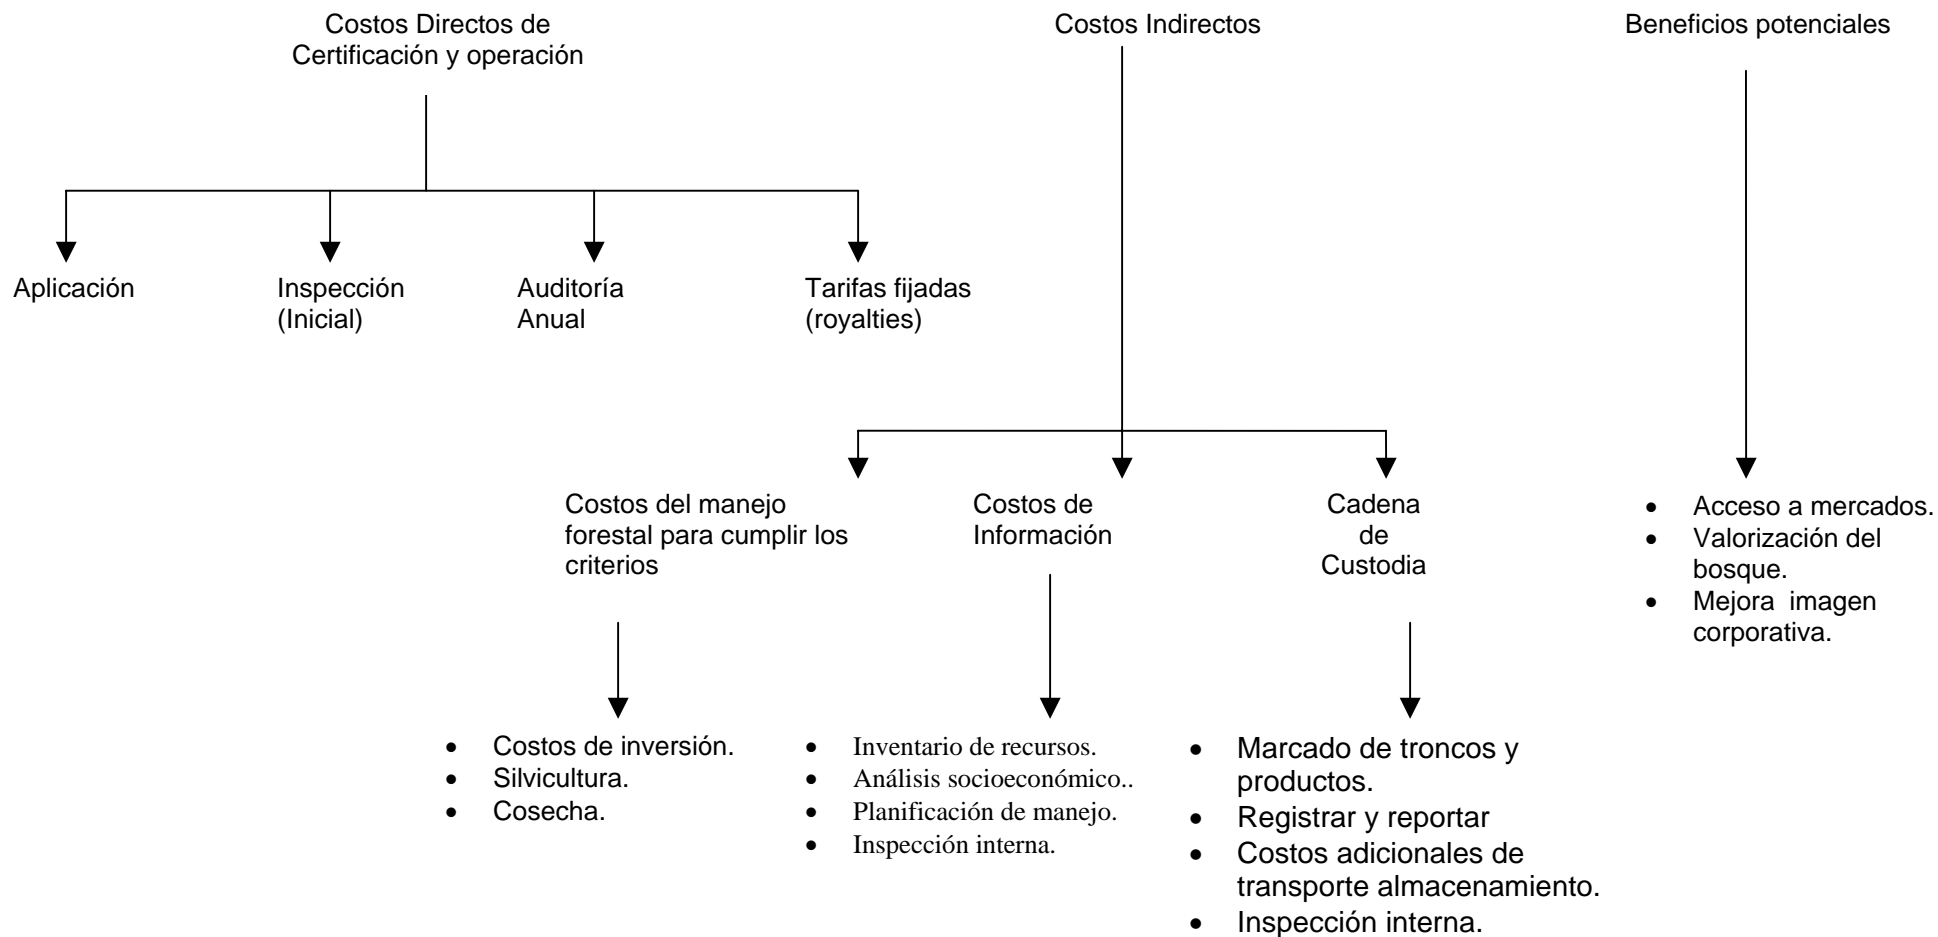 Costos Directos de
Certificación y operación
Costos Indirectos
Beneficios potenciales
Aplicación
Inspección
(Inicial)
Auditoría
Anual
Tarifas fijadas
(royalties)
Costos del manejo
forestal para cumplir los
criterios
Costos de
Información
Cadena
de
Custodia
• Acceso a mercados.
• Valorización del
bosque.
• Mejora imagen
corporativa.
• Costos de inversión.
• Silvicultura.
• Cosecha.
• Inventario de recursos.
• Análisis socioeconómico..
• Planificación de manejo.
• Inspección interna.
• Marcado de troncos y
productos.
• Registrar y reportar
• Costos adicionales de
transporte almacenamiento.
• Inspección interna.